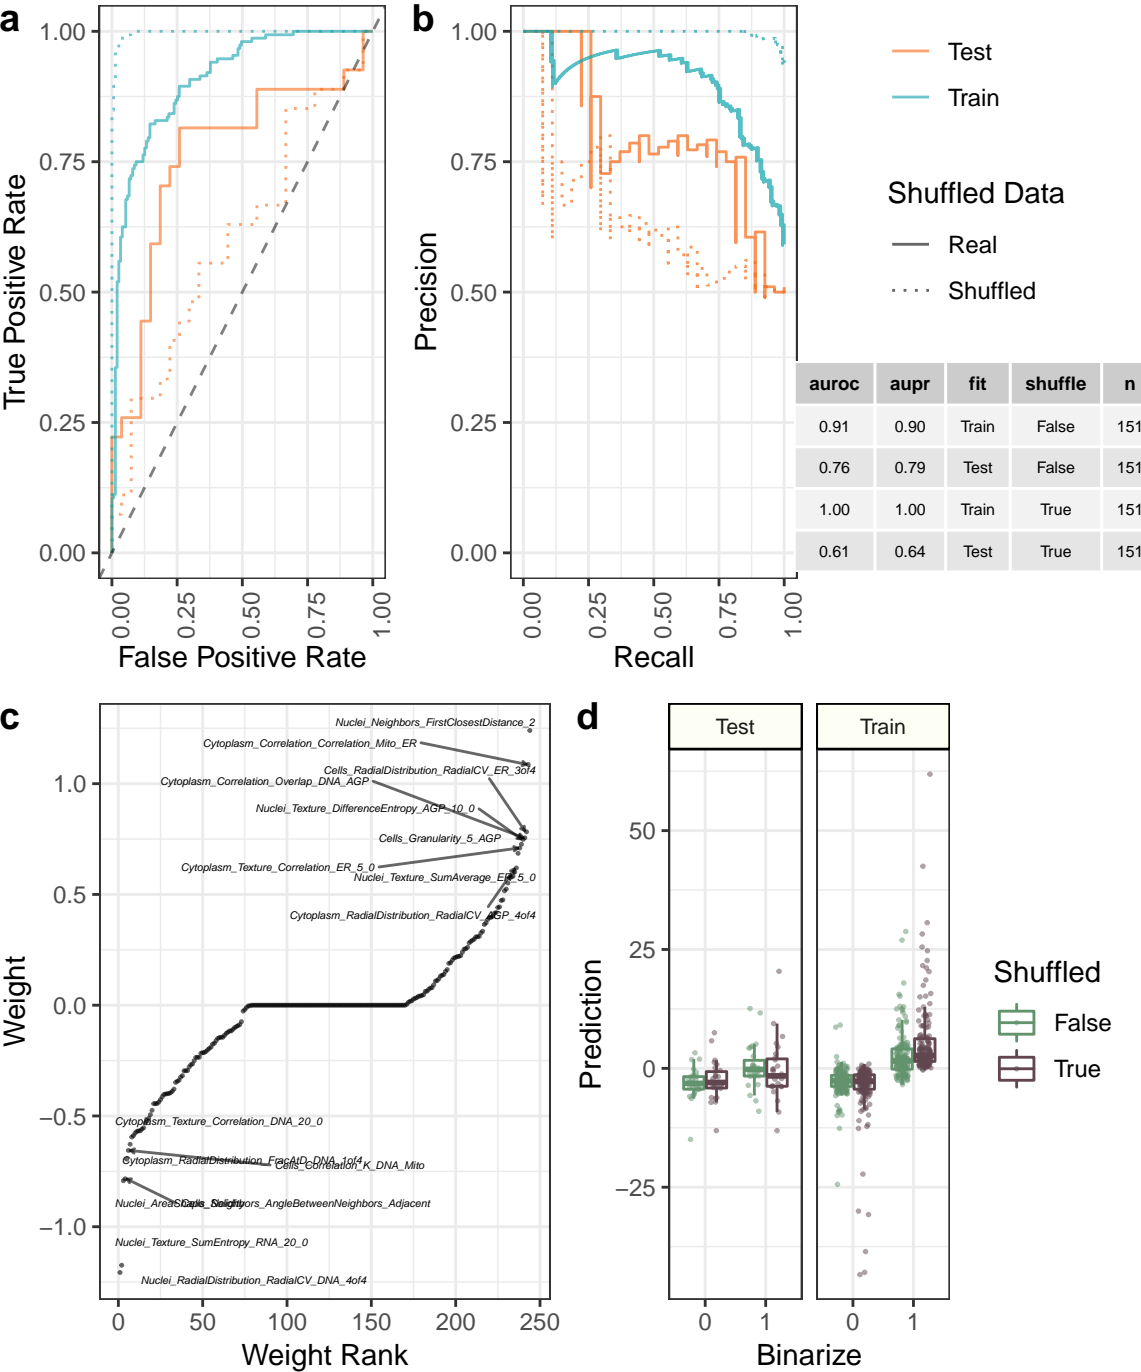 a
1.00
0.75
0.50
0.25
0.00
True Positive Rate
0.00
0.25
0.50
0.75
1.00
False Positive Rate
b
1.00
0.75
0.50
0.25
0.00
Precision
0.00
0.25
0.50
0.75
1.00
Recall
Test
Train
Shuffled Data
Real
Shuffled
auroc aupr fit shuffle n
0.91 0.90 Train False 151
0.76 0.79 Test False 151
1.00 1.00 Train True 151
0.61 0.64 Test True 151
c
Nuclei_Neighbors_FirstClosestDistance_2
Cytoplasm_Correlation_Correlation_Mito_ER
Cells_RadialDistribution_RadialCV_ER_3of4
Cytoplasm_Correlation_Overlap_DNA_AGP
Nuclei_Texture_DifferenceEntropy_AGP_10_0
Cells_Granularity_5_AGP
Cytoplasm_Texture_Correlation_ER_5_0
Nuclei_Texture_SumAverage_ER_5_0
Cytoplasm_RadialDistribution_RadialCV_AGP_4of4
Cytoplasm_Texture_Correlation_DNA_20_0
Cytoplasm_RadialDistribution_FracAtD_DNA_1of4
Cells_Correlation_K_DNA_Mito
Nuclei_AreaShape_Solidity
Cells_Neighbors_AngleBetweenNeighbors_Adjacent
Nuclei_Texture_SumEntropy_RNA_20_0
Nuclei_RadialDistribution_RadialCV_DNA_4of4
1.0
0.5
0.0
−0.5
−1.0
Weight
0 50 100 150 200 250
Weight Rank
d
Test
Train
50
25
0
−25
Prediction
0 1
0 1
Binarize
Shuffled
False
True